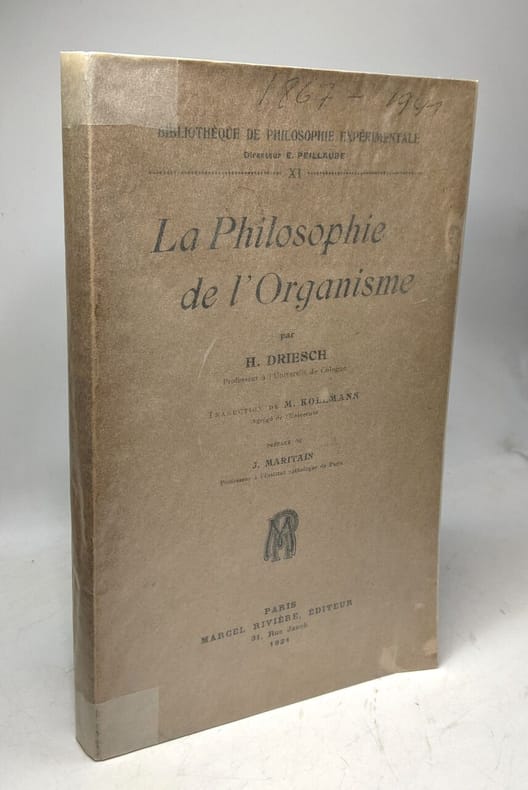 1867 - 1941
BIBLIOTHÈQUE DE PHILOSOPHIE EXPÉRIMENTALE
Directeur E. PEILLAUBE
XI
La Philosophie
de l'Organisme
par
H. DRIESCH
Professeur à l'Université de Cologne
TRADUCTION DE M. KOLLMANN
Agrégé de l'Université
PRÉFACE DE
J. MARITAIN
Professeur à l'Institut catholique de Paris
MR
PARIS
MARCEL RIVIÈRE, ÉDITEUR
31, Rue Jacob
1921